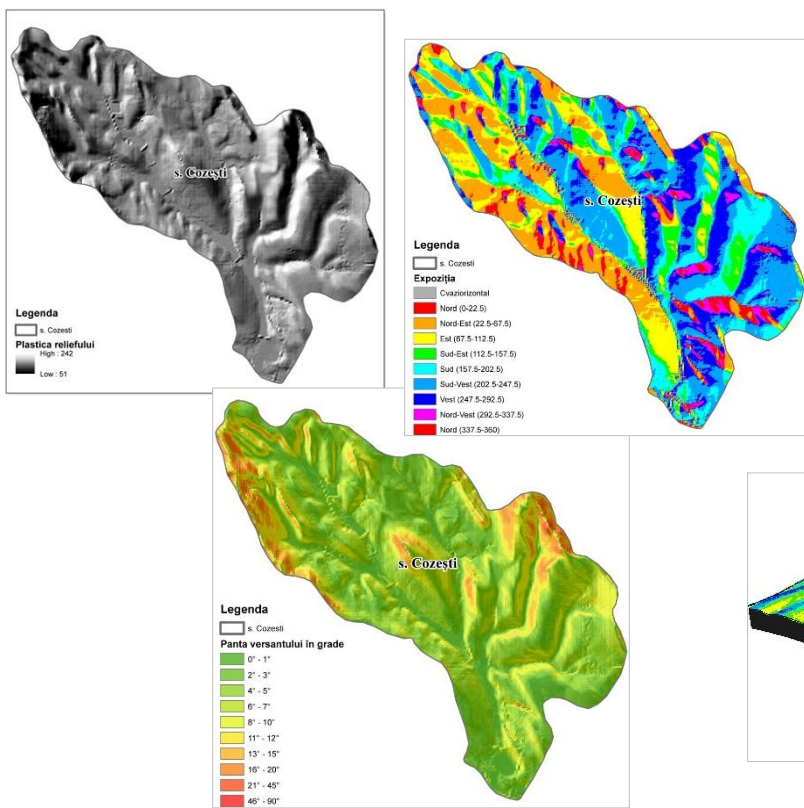 s. Cozești
Legenda
s. Cozesti
Plastica reliefului
High : 242
Low : 51
s. Cozești
Legenda
s. Cozesti
Expoziția
Cvaziorizontal
Nord (0-22.5)
Nord-Est (22.5-67.5)
Est (67.5-112.5)
Sud-Est (112.5-157.5)
Sud (157.5-202.5)
Sud-Vest (202.5-247.5)
Vest (247.5-292.5)
Nord-Vest (292.5-337.5)
Nord (337.5-360)
s. Cozești
Legenda
s. Cozesti
Panta versantului în grade
0° - 1°
2° - 3°
4° - 5°
6° - 7°
8° - 10°
11° - 12°
13° - 15°
16° - 20°
21° - 45°
46° - 90°